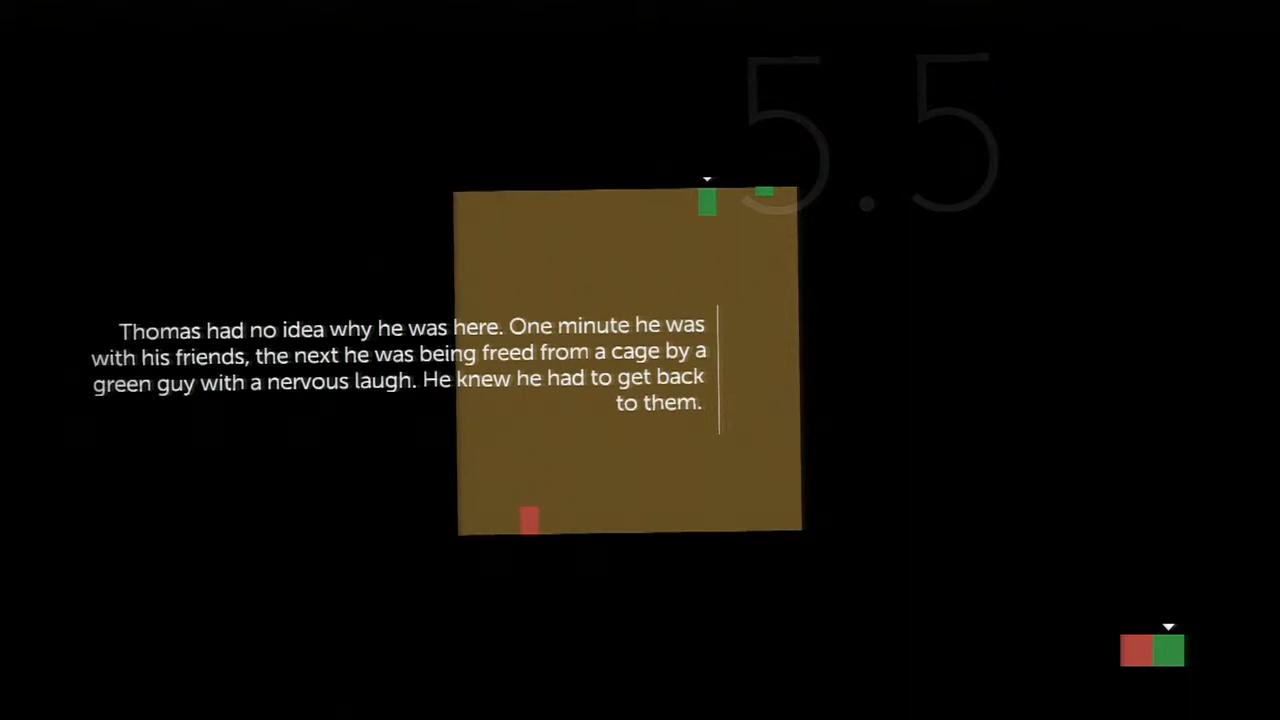 5.5
Thomas had no idea why he was here. One minute he was
with his friends, the next he was being freed from a cage by a
green guy with a nervous laugh. He knew he had to get back
to them.